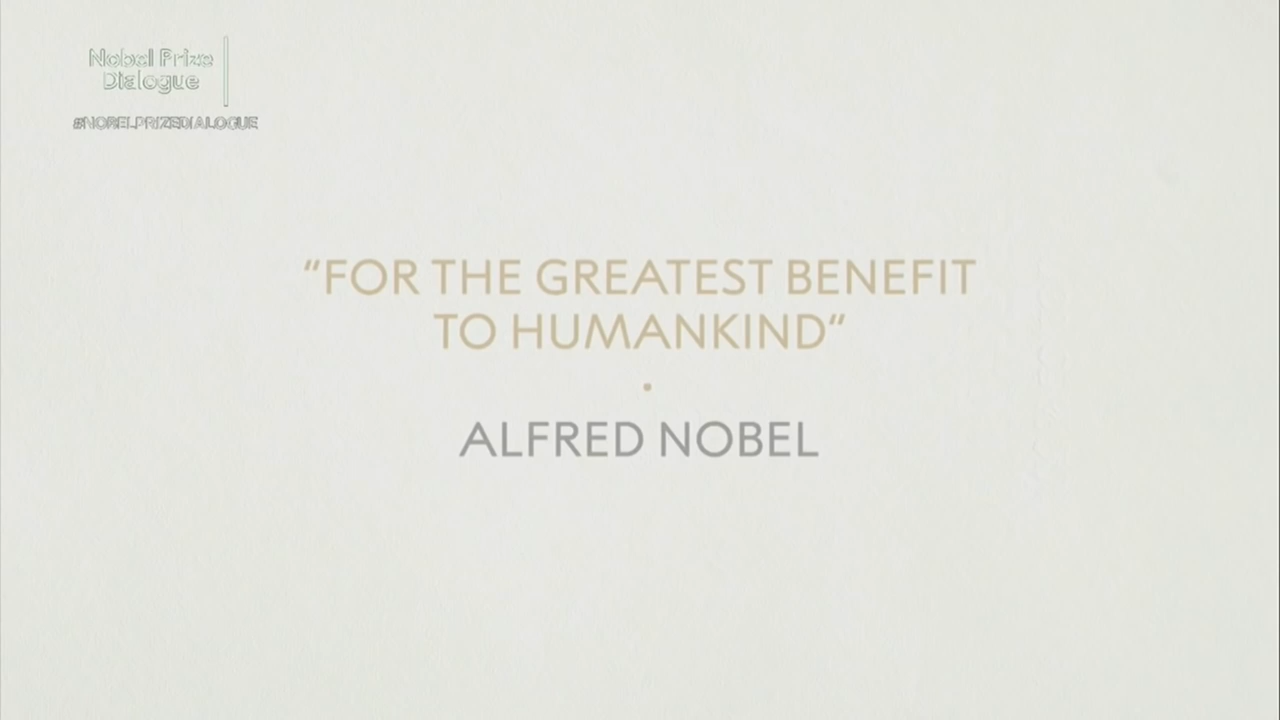 Nobel Prize
Dialogue
#NOBELPRIZEDIALOGUE
“FOR THE GREATEST BENEFIT
TO HUMANKIND“
•
ALFRED NOBEL